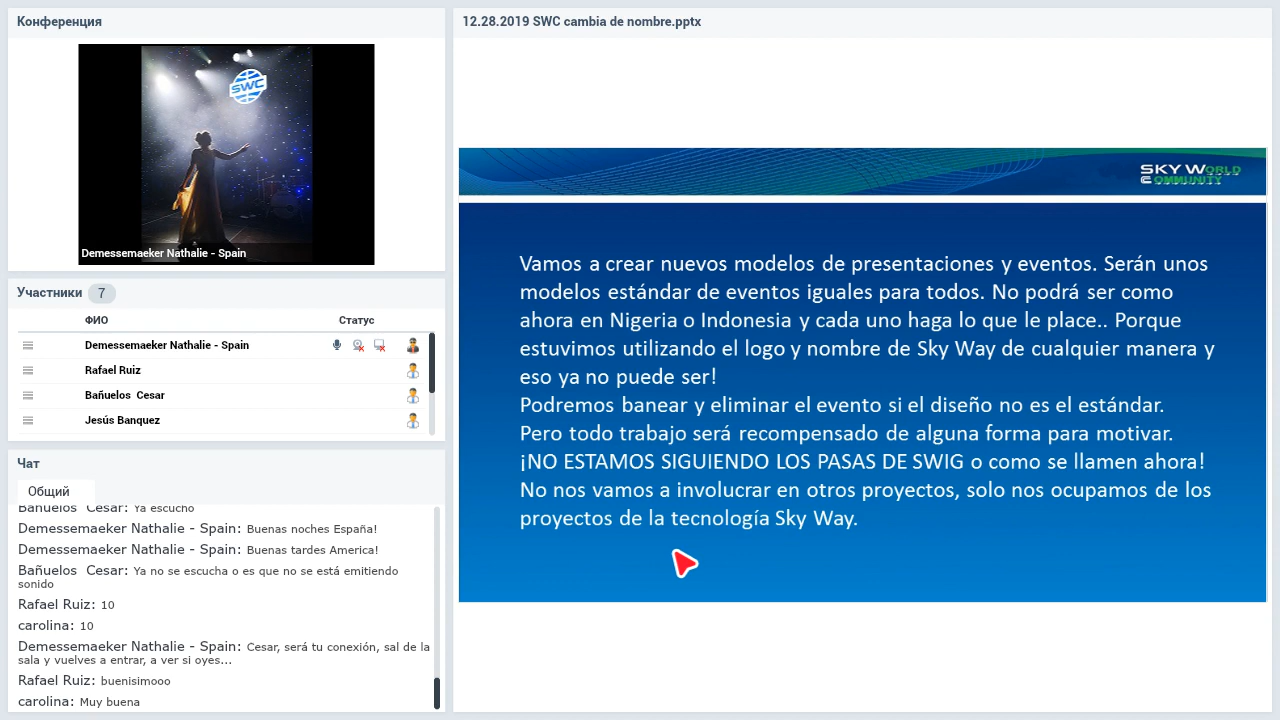 Конференция
SWC
Demessemaeker Nathalie - Spain
Участники 7
ФИО Статус
Demessemaeker Nathalie - Spain
Rafael Ruiz
Bañuelos Cesar
Jesús Banquez
Чат
Общий
Bañuelos Cesar: Ya escucho
Demessemaeker Nathalie - Spain: Buenas noches España!
Demessemaeker Nathalie - Spain: Buenas tardes America!
Bañuelos Cesar: Ya no se escucha o es que no se está emitiendo
sonido
Rafael Ruiz: 10
carolina: 10
Demessemaeker Nathalie - Spain: Cesar, será tu conexión, sal de la
sala y vuelves a entrar, a ver si oyes...
Rafael Ruiz: buenisimooo
carolina: Muy buena
12.28.2019 SWC cambia de nombre.pptx
SKY WORLD
COMMUNITY
Vamos a crear nuevos modelos de presentaciones y eventos. Serán unos
modelos estándar de eventos iguales para todos. No podrá ser como
ahora en Nigeria o Indonesia y cada uno haga lo que le place.. Porque
estuvimos utilizando el logo y nombre de Sky Way de cualquier manera y
eso ya no puede ser!
Podremos banear y eliminar el evento si el diseño no es el estándar.
Pero todo trabajo será recompensado de alguna forma para motivar.
¡NO ESTAMOS SIGUIENDO LOS PASAS DE SWIG o como se llamen ahora!
No nos vamos a involucrar en otros proyectos, solo nos ocupamos de los
proyectos de la tecnología Sky Way.